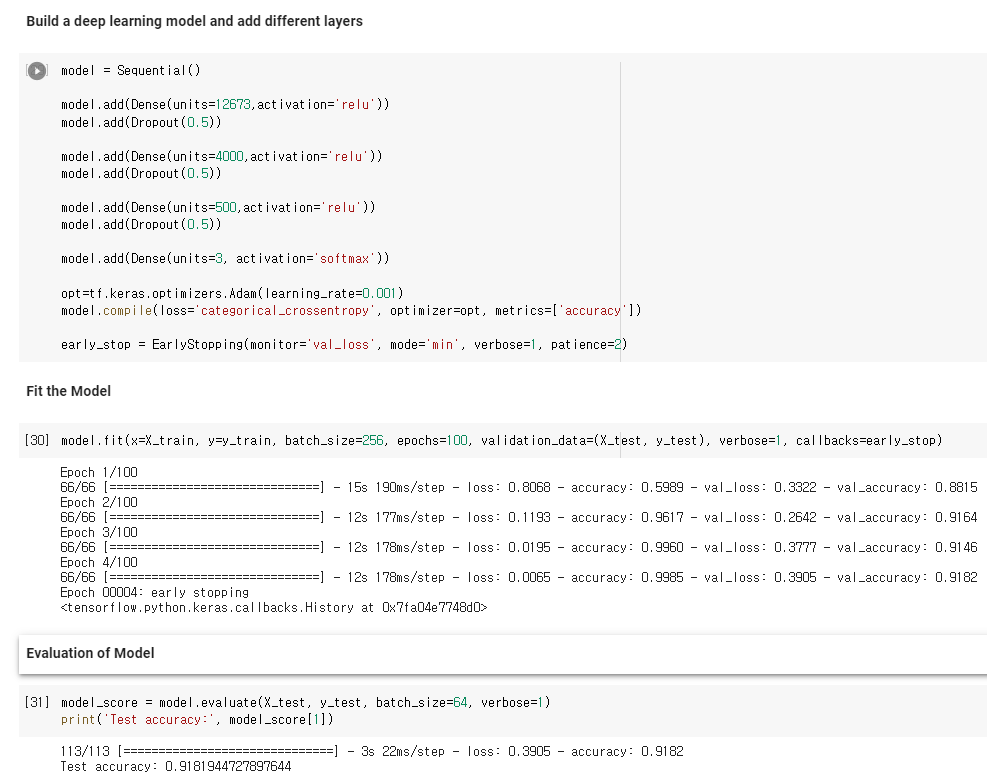 Build a deep learning model and add different layers
model = Sequential()
model.add(Dense(units=12673,activation='relu'))
model.add(Dropout(0.5))
model.add(Dense(units=4000,activation='relu'))
model.add(Dropout(0.5))
model.add(Dense(units=500,activation='relu'))
model.add(Dropout(0.5))
model.add(Dense(units=3, activation='softmax'))
opt=tf.keras.optimizers.Adam(learning_rate=0.001)
model.compile(loss='categorical_crossentropy', optimizer=opt, metrics=['accuracy'])
early_stop = EarlyStopping(monitor='val_loss', mode='min', verbose=1, patience=2)
Fit the Model
[30] model.fit(x=X_train, y=y_train, batch_size=256, epochs=100, validation_data=(X_test, y_test), verbose=1, callbacks=early_stop)
Epoch 1/100
66/66 [==============================] - 15s 190ms/step - loss: 0.8068 - accuracy: 0.5989 - val_loss: 0.3322 - val_accuracy: 0.8815
Epoch 2/100
66/66 [==============================] - 12s 177ms/step - loss: 0.1193 - accuracy: 0.9617 - val_loss: 0.2642 - val_accuracy: 0.9164
Epoch 3/100
66/66 [==============================] - 12s 178ms/step - loss: 0.0195 - accuracy: 0.9960 - val_loss: 0.3777 - val_accuracy: 0.9146
Epoch 4/100
66/66 [==============================] - 12s 178ms/step - loss: 0.0065 - accuracy: 0.9985 - val_loss: 0.3905 - val_accuracy: 0.9182
Epoch 00004: early stopping
<tensorflow.python.keras.callbacks.History at 0x7fa04e7748d0>
Evaluation of Model
[31] model_score = model.evaluate(X_test, y_test, batch_size=64, verbose=1)
print('Test accuracy:', model_score[1])
113/113 [==============================] - 3s 22ms/step - loss: 0.3905 - accuracy: 0.9182
Test accuracy: 0.9181944727897644